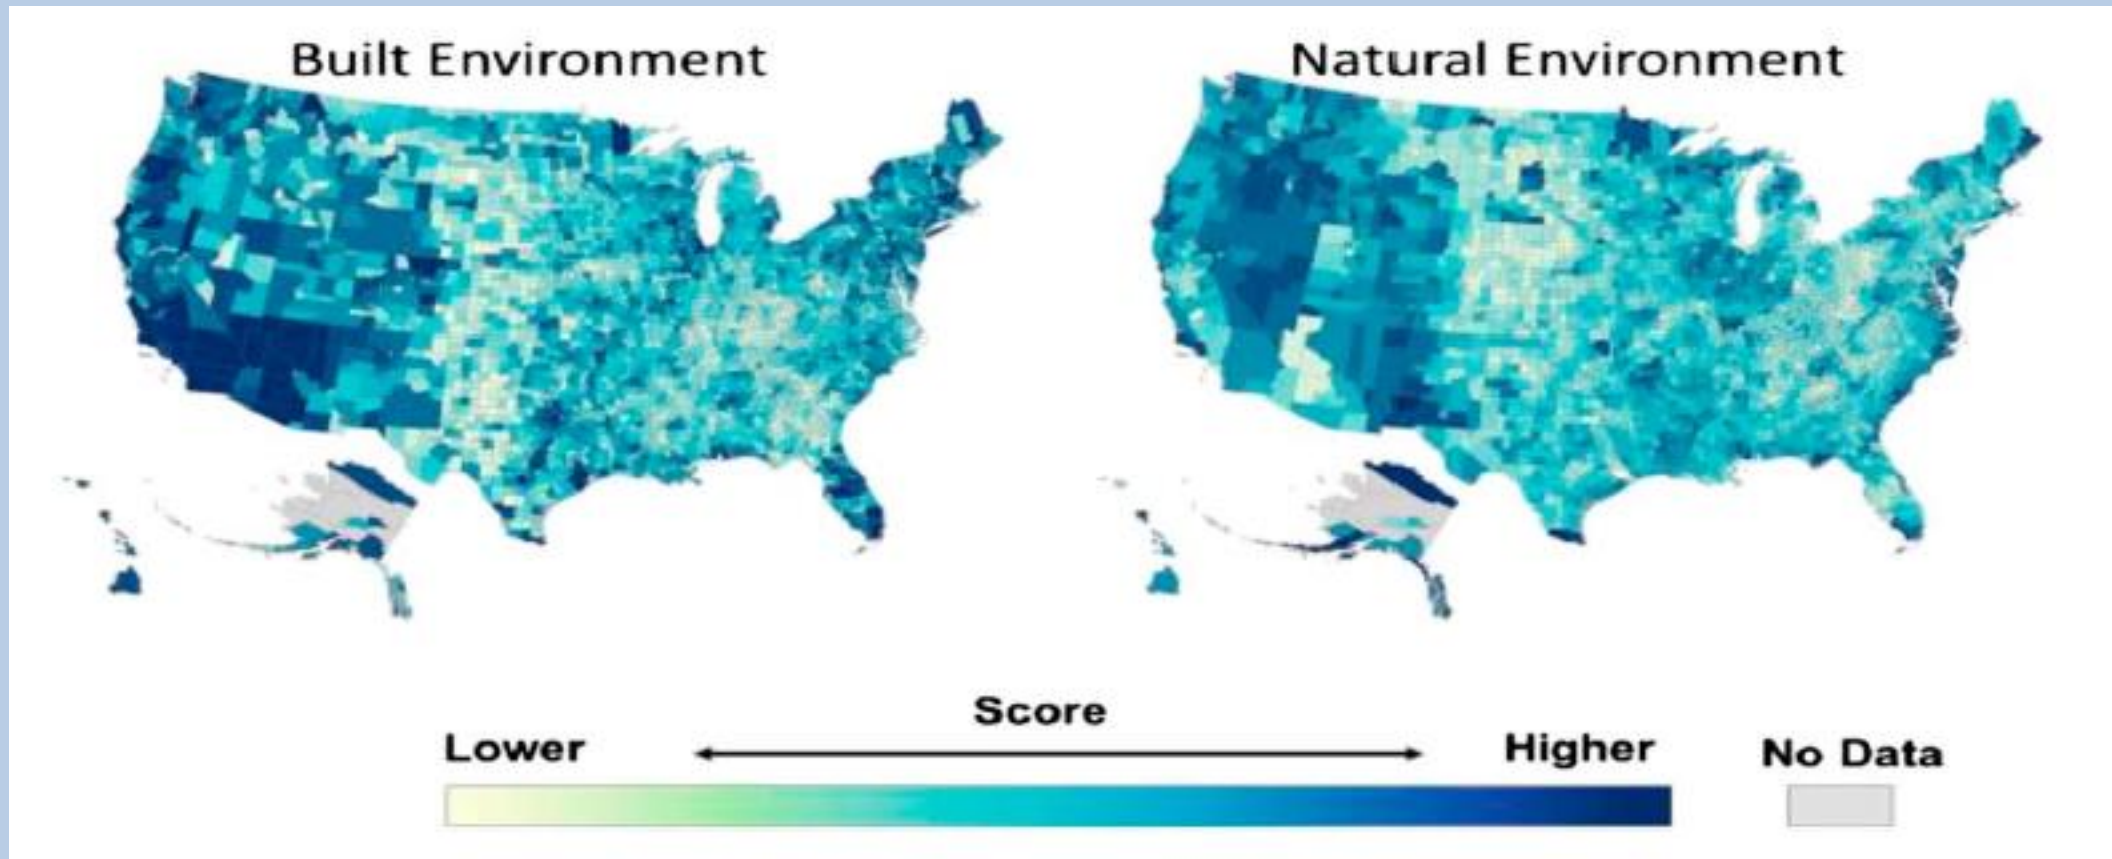 Built Environment
Natural Environment
Score
Lower
Higher
No Data